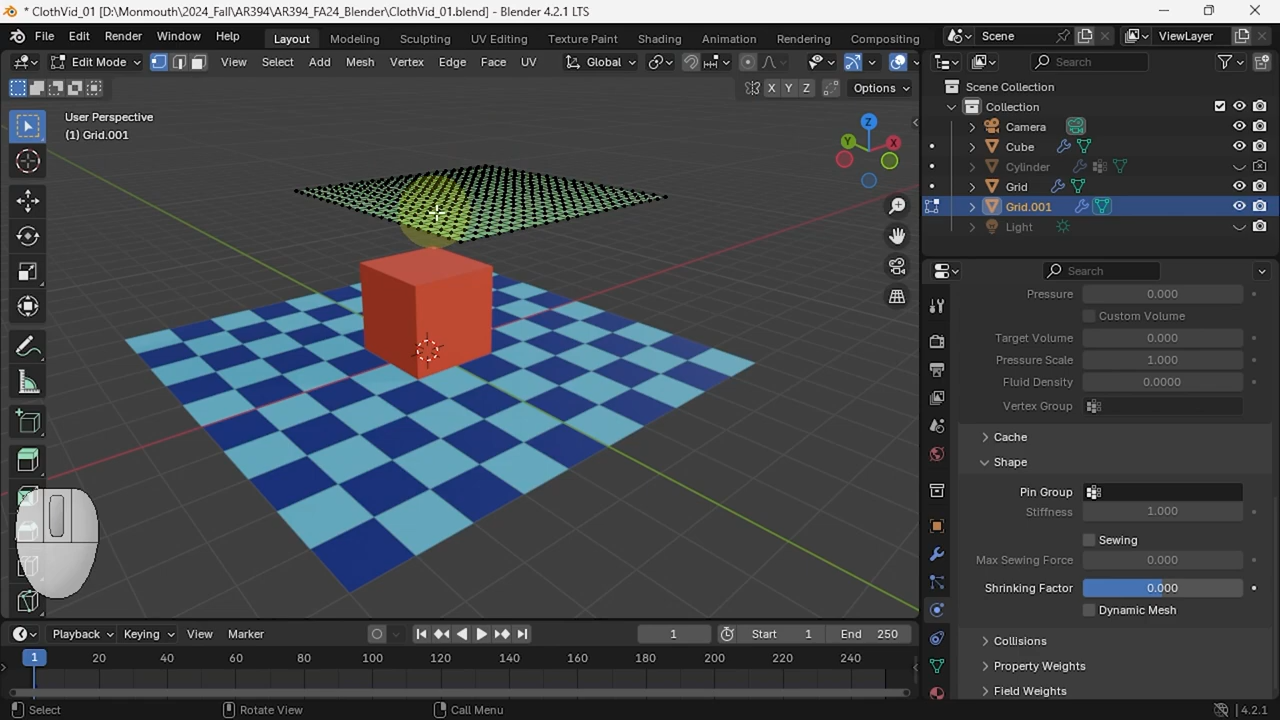 * ClothVid_01 [D:\Monmouth\2024_Fall\AR394\AR394_FA24_Blender\ClothVid_01.blend] - Blender 4.2.1 LTS
File Edit Render Window Help Layout Modeling Sculpting UV Editing Texture Paint Shading Animation Rendering Compositing Scene ViewLayer
Edit Mode View Select Add Mesh Vertex Edge Face UV Global Search
X Y Z Options
User Perspective
(1) Grid.001
Z
Y
X
Scene Collection
Collection
Camera
Cube
Cylinder
Grid
Grid.001
Light
Search
Pressure 0.000
Custom Volume
Target Volume 0.000
Pressure Scale 1.000
Fluid Density 0.0000
Vertex Group
Cache
Shape
Pin Group
Stiffness 1.000
Sewing
Max Sewing Force 0.000
Shrinking Factor 0.000
Dynamic Mesh
Collisions
Property Weights
Field Weights
Playback Keying View Marker 1 Start 1 End 250
1 20 40 60 80 100 120 140 160 180 200 220 240
Select Rotate View Call Menu 4.2.1